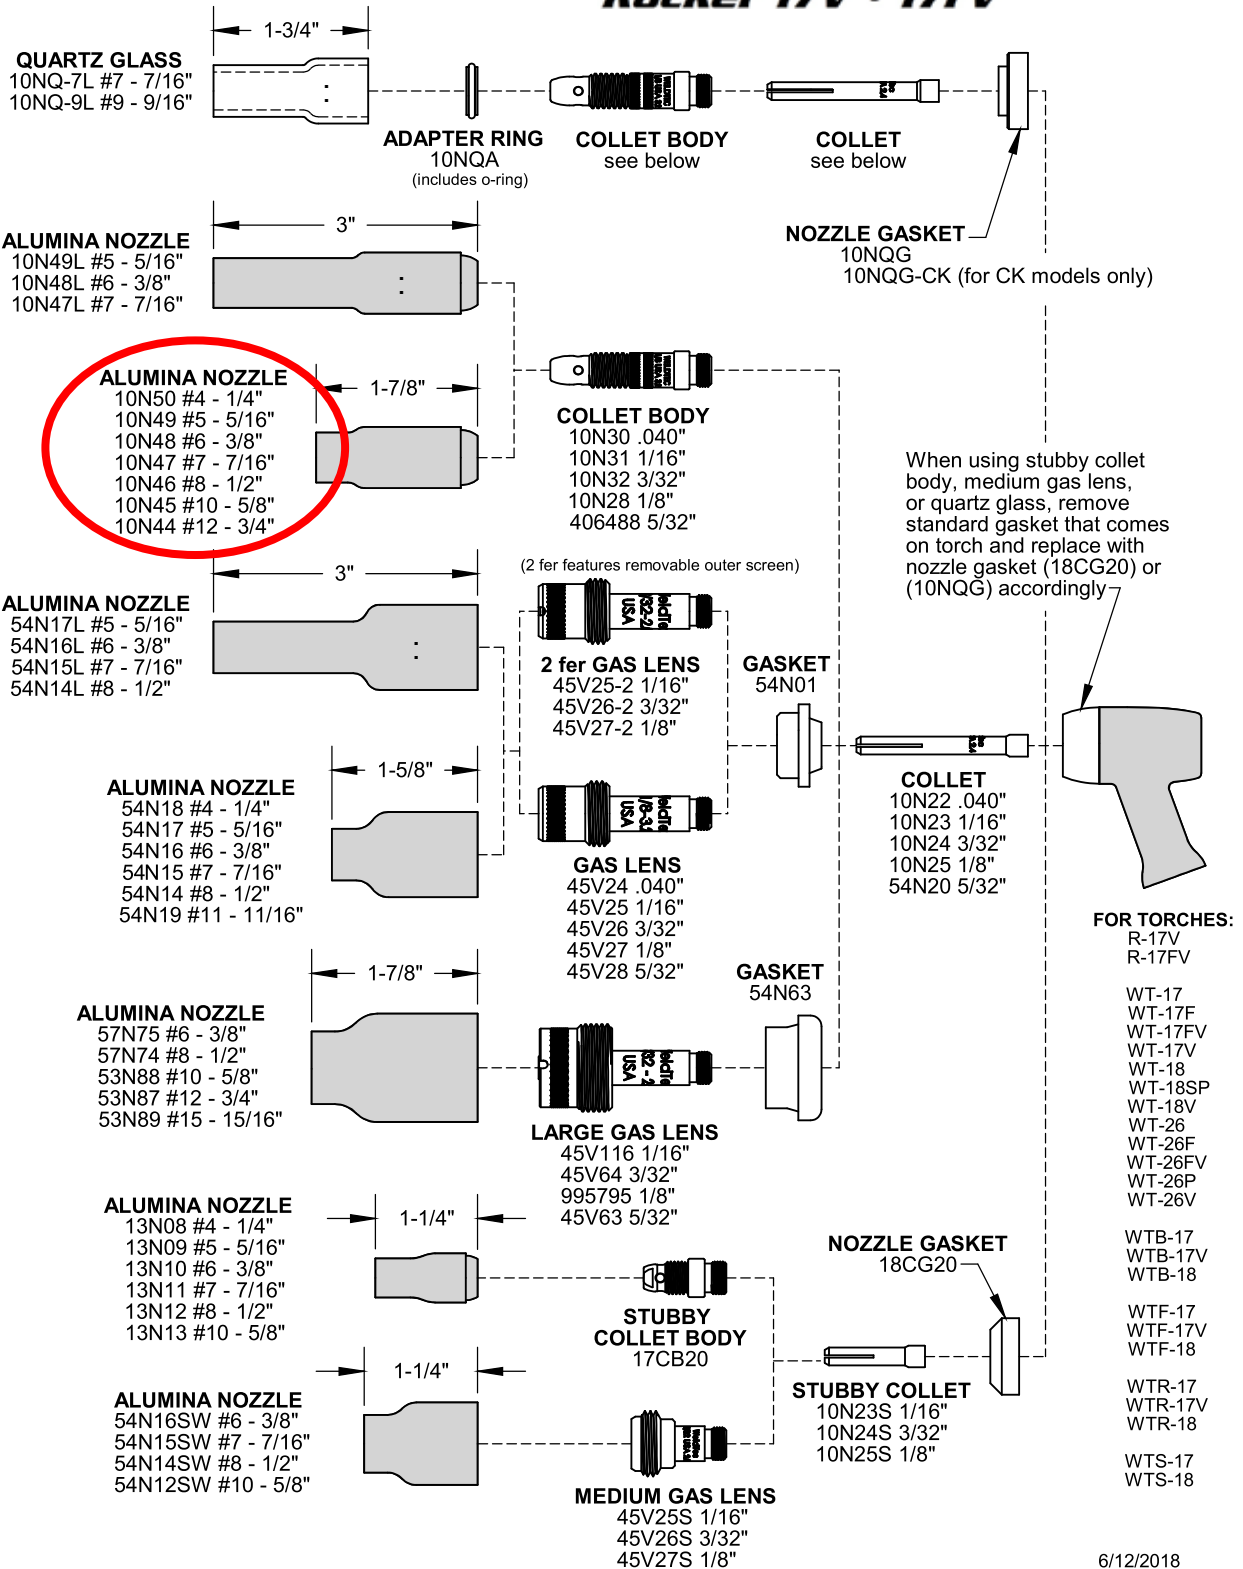 Rocket 17V • 17FV
1-3/4"
QUARTZ GLASS
10NQ-7L #7 - 7/16"
10NQ-9L #9 - 9/16"
ADAPTER RING
10NQA
(includes o-ring)
COLLET BODY
see below
COLLET
see below
NOZZLE GASKET
10NQG
10NQG-CK (for CK models only)
3"
ALUMINA NOZZLE
10N49L #5 - 5/16"
10N48L #6 - 3/8"
10N47L #7 - 7/16"
1-7/8"
ALUMINA NOZZLE
10N50 #4 - 1/4"
10N49 #5 - 5/16"
10N48 #6 - 3/8"
10N47 #7 - 7/16"
10N46 #8 - 1/2"
10N45 #10 - 5/8"
10N44 #12 - 3/4"
COLLET BODY
10N30 .040"
10N31 1/16"
10N32 3/32"
10N28 1/8"
406488 5/32"
When using stubby collet
body, medium gas lens,
or quartz glass, remove
standard gasket that comes
on torch and replace with
nozzle gasket (18CG20) or
(10NQG) accordingly
3"
ALUMINA NOZZLE
54N17L #5 - 5/16"
54N16L #6 - 3/8"
54N15L #7 - 7/16"
54N14L #8 - 1/2"
(2 fer features removable outer screen)
USA
2 fer GAS LENS
45V25-2 1/16"
45V26-2 3/32"
45V27-2 1/8"
GASKET
54N01
1-5/8"
ALUMINA NOZZLE
54N18 #4 - 1/4"
54N17 #5 - 5/16"
54N16 #6 - 3/8"
54N15 #7 - 7/16"
54N14 #8 - 1/2"
54N19 #11 - 11/16"
USA
GAS LENS
45V24 .040"
45V25 1/16"
45V26 3/32"
45V27 1/8"
45V28 5/32"
COLLET
10N22 .040"
10N23 1/16"
10N24 3/32"
10N25 1/8"
54N20 5/32"
1-7/8"
ALUMINA NOZZLE
57N75 #6 - 3/8"
57N74 #8 - 1/2"
53N88 #10 - 5/8"
53N87 #12 - 3/4"
53N89 #15 - 15/16"
USA
LARGE GAS LENS
45V116 1/16"
45V64 3/32"
995795 1/8"
45V63 5/32"
GASKET
54N63
FOR TORCHES:
R-17V
R-17FV
WT-17
WT-17F
WT-17FV
WT-17V
WT-18
WT-18SP
WT-18V
WT-26
WT-26F
WT-26FV
WT-26P
WT-26V
WTB-17
WTB-17V
WTB-18
WTF-17
WTF-17V
WTF-18
WTR-17
WTR-17V
WTR-18
WTS-17
WTS-18
1-1/4"
ALUMINA NOZZLE
13N08 #4 - 1/4"
13N09 #5 - 5/16"
13N10 #6 - 3/8"
13N11 #7 - 7/16"
13N12 #8 - 1/2"
13N13 #10 - 5/8"
STUBBY
COLLET BODY
17CB20
NOZZLE GASKET
18CG20
1-1/4"
ALUMINA NOZZLE
54N16SW #6 - 3/8"
54N15SW #7 - 7/16"
54N14SW #8 - 1/2"
54N12SW #10 - 5/8"
MEDIUM GAS LENS
45V25S 1/16"
45V26S 3/32"
45V27S 1/8"
STUBBY COLLET
10N23S 1/16"
10N24S 3/32"
10N25S 1/8"
6/12/2018